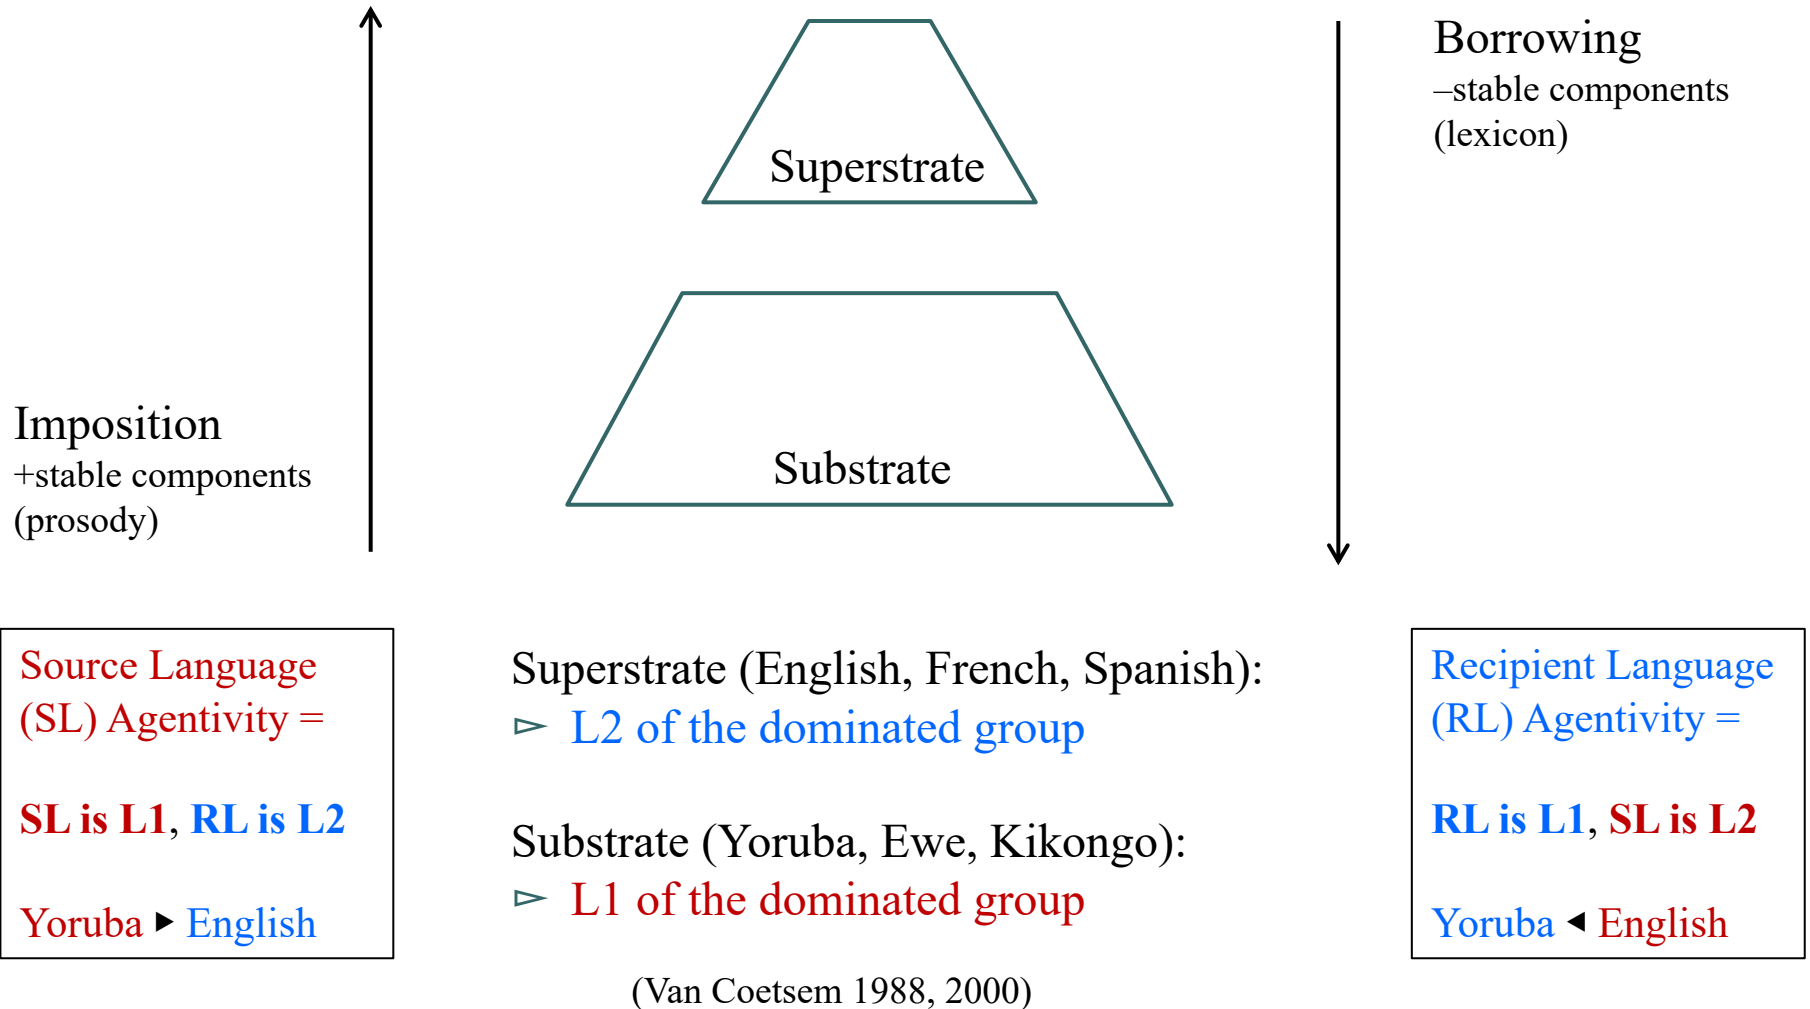 Superstrate
Substrate
Imposition
+stable components
(prosody)
Borrowing
–stable components
(lexicon)
Source Language
(SL) Agentivity =
SL is L1, RL is L2
Yoruba ▶ English
Superstrate (English, French, Spanish):
▻ L2 of the dominated group
Substrate (Yoruba, Ewe, Kikongo):
▻ L1 of the dominated group
(Van Coetsem 1988, 2000)
Recipient Language
(RL) Agentivity =
RL is L1, SL is L2
Yoruba ◀ English